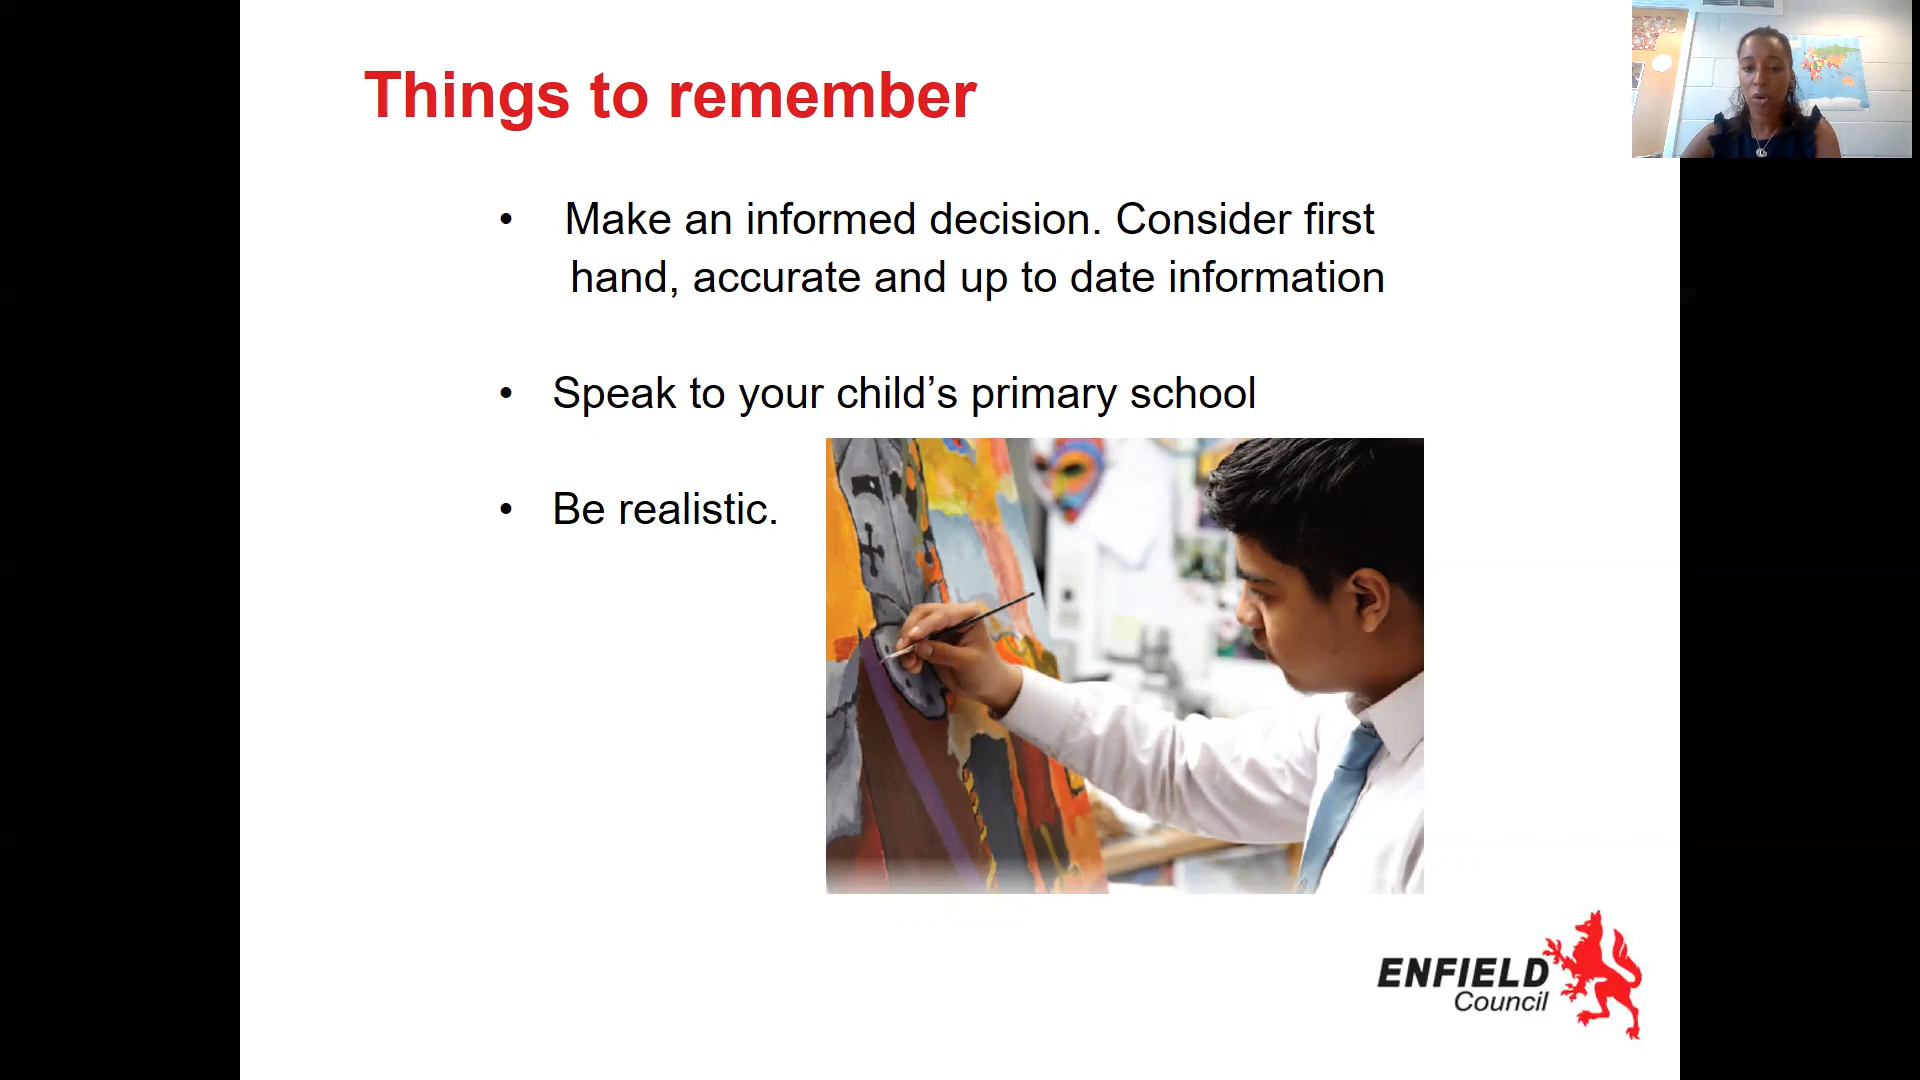 Things to remember
• Make an informed decision. Consider first
hand, accurate and up to date information
• Speak to your child’s primary school
• Be realistic.
ENFIELD
Council